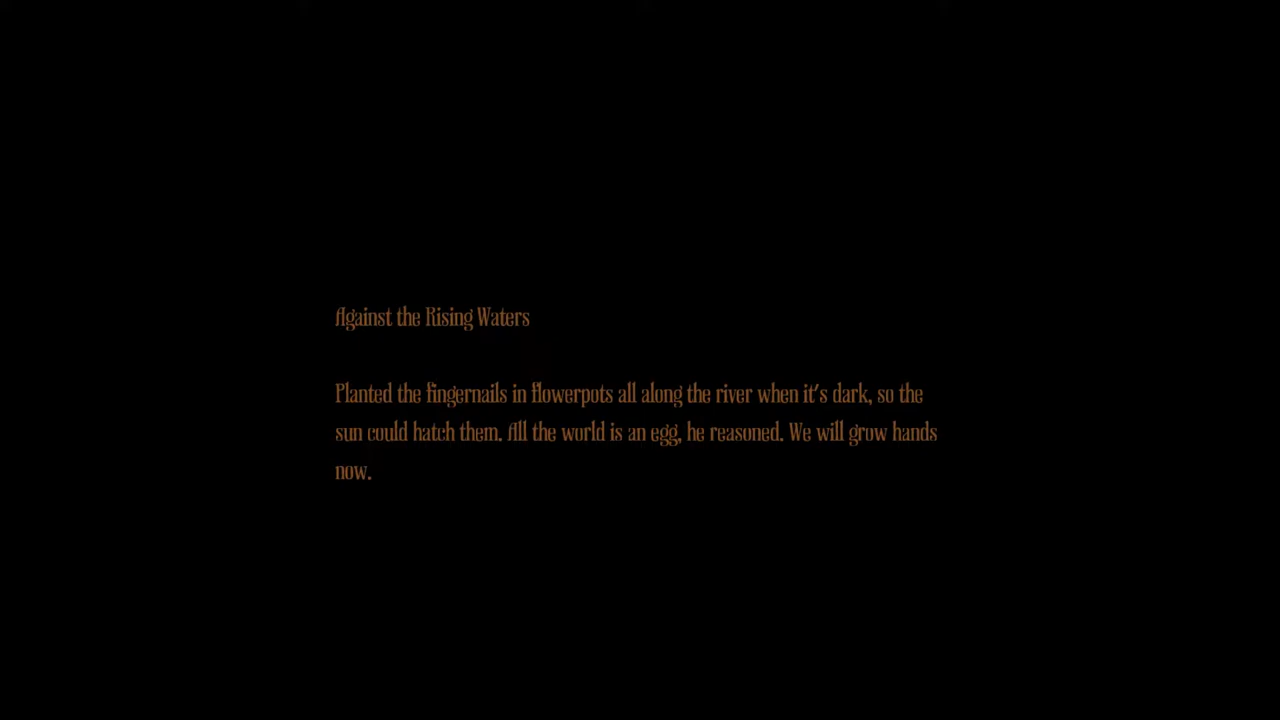 Against the Rising Waters
Planted the fingernails in flowerpots all along the river when it's dark, so the
sun could hatch them. All the world is an egg, he reasoned. We will grow hands
now.